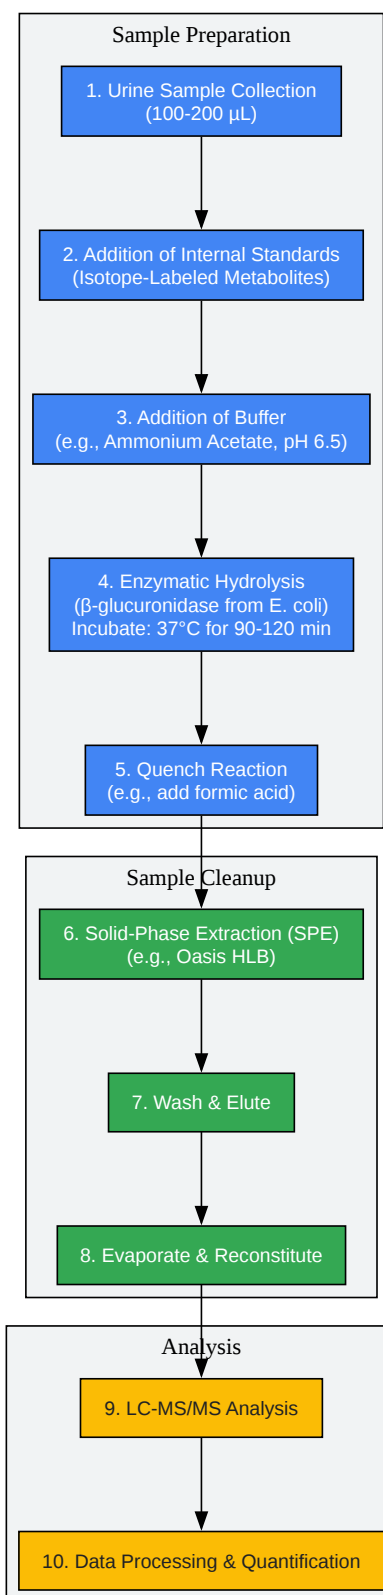 Sample Preparation
1. Urine Sample Collection
(100-200 µL)
2. Addition of Internal Standards
(Isotope-Labeled Metabolites)
3. Addition of Buffer
(e.g., Ammonium Acetate, pH 6.5)
4. Enzymatic Hydrolysis
(β-glucuronidase from E. coli)
Incubate: 37°C for 90-120 min
5. Quench Reaction
(e.g., add formic acid)
Sample Cleanup
6. Solid-Phase Extraction (SPE)
(e.g., Oasis HLB)
7. Wash & Elute
8. Evaporate & Reconstitute
Analysis
9. LC-MS/MS Analysis
10. Data Processing & Quantification